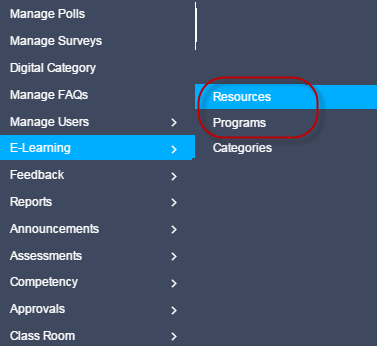 Manage Polls
Manage Surveys
Digital Category
Manage FAQs
Manage Users
E-Learning
Feedback
Reports
Announcements
Assessments
Competency
Approvals
Class Room
Resources
Programs
Categories